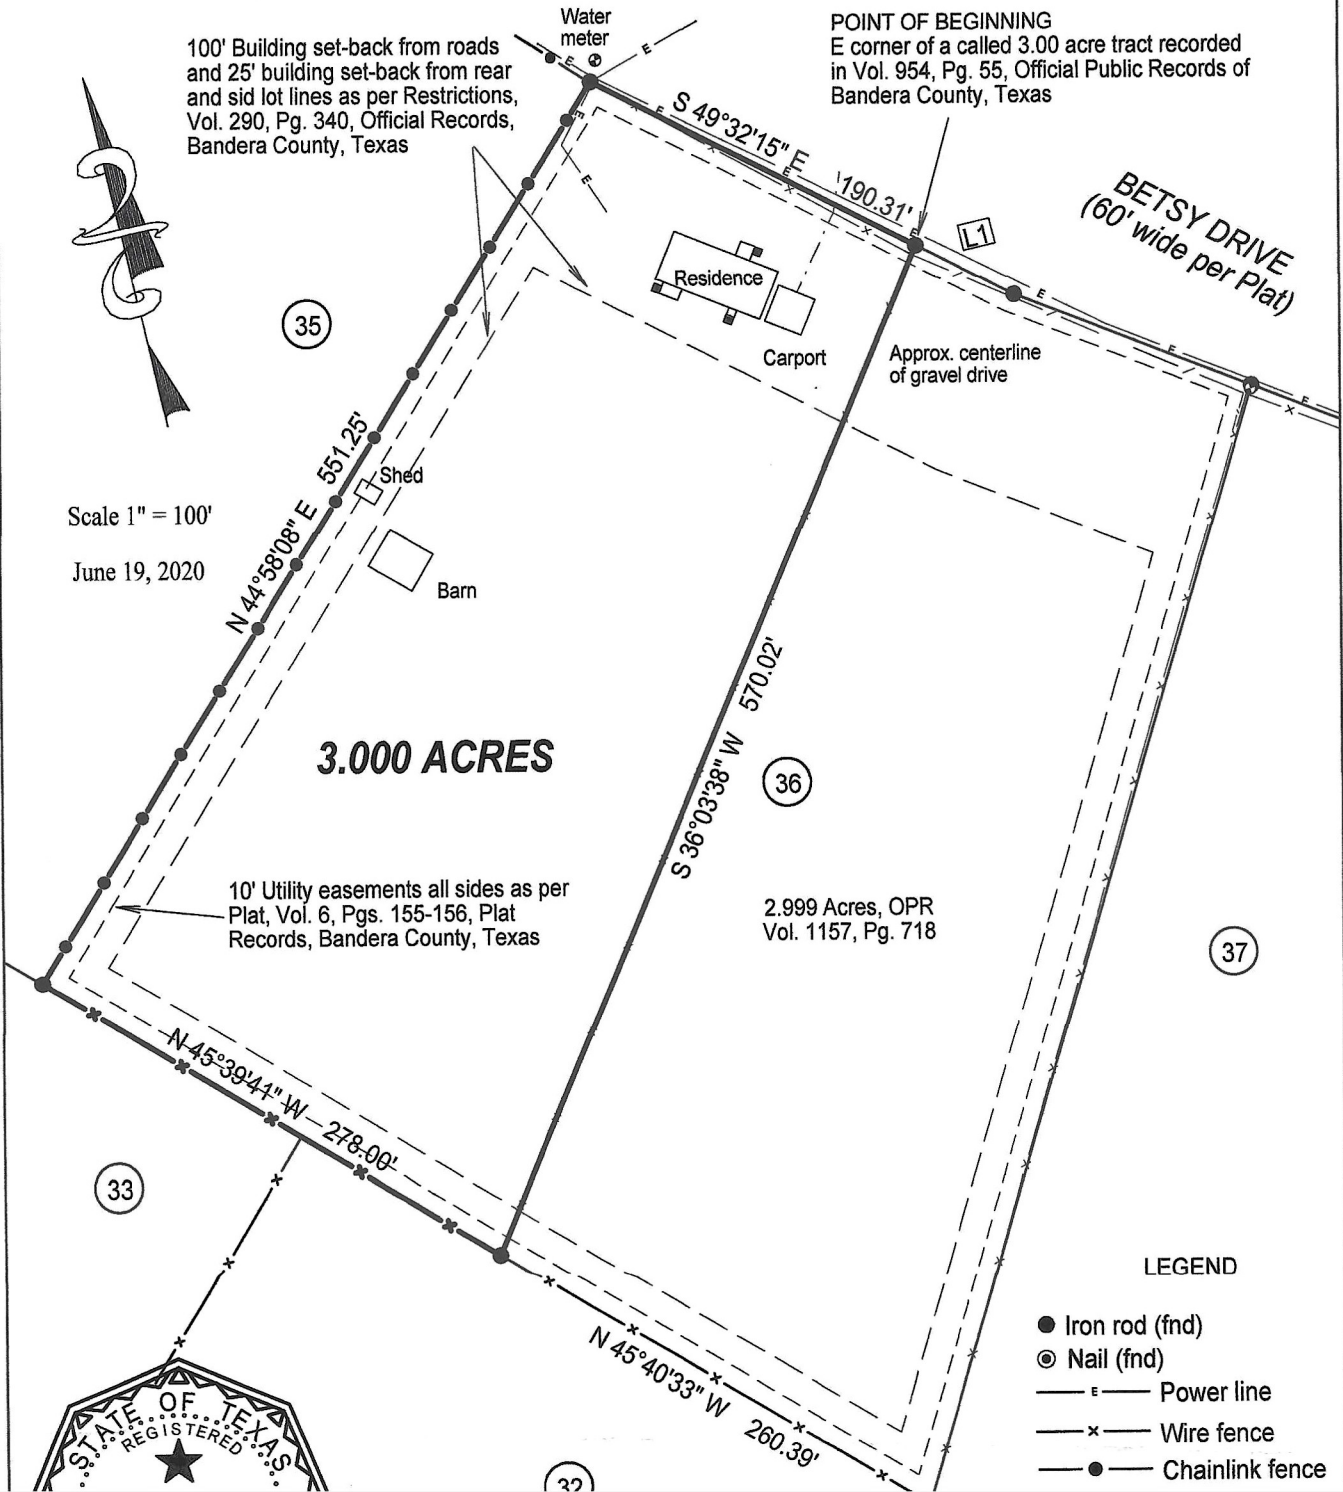 Water
meter
100' Building set-back from roads
and 25' building set-back from rear
and sid lot lines as per Restrictions,
Vol. 290, Pg. 340, Official Records,
Bandera County, Texas
POINT OF BEGINNING
E corner of a called 3.00 acre tract recorded
in Vol. 954, Pg. 55, Official Public Records of
Bandera County, Texas
S 49°32'15" E
190.31'
L1
BETSY DRIVE
(60' wide per Plat)
E
E
E
E
E
E
E
E
E
E
Residence
Carport
Approx. centerline
of gravel drive
35
Scale 1" = 100'
June 19, 2020
N 44°58'08" E 551.25'
Shed
Barn
3.000 ACRES
S 36°03'38" W 570.02'
36
10' Utility easements all sides as per
Plat, Vol. 6, Pgs. 155-156, Plat
Records, Bandera County, Texas
2.999 Acres, OPR
Vol. 1157, Pg. 718
37
N 45°39'41" W 278.00'
33
N 45°40'33" W 260.39'
32
STATE OF TEXAS
REGISTERED
LEGEND
Iron rod (fnd)
Nail (fnd)
E Power line
x Wire fence
Chainlink fence